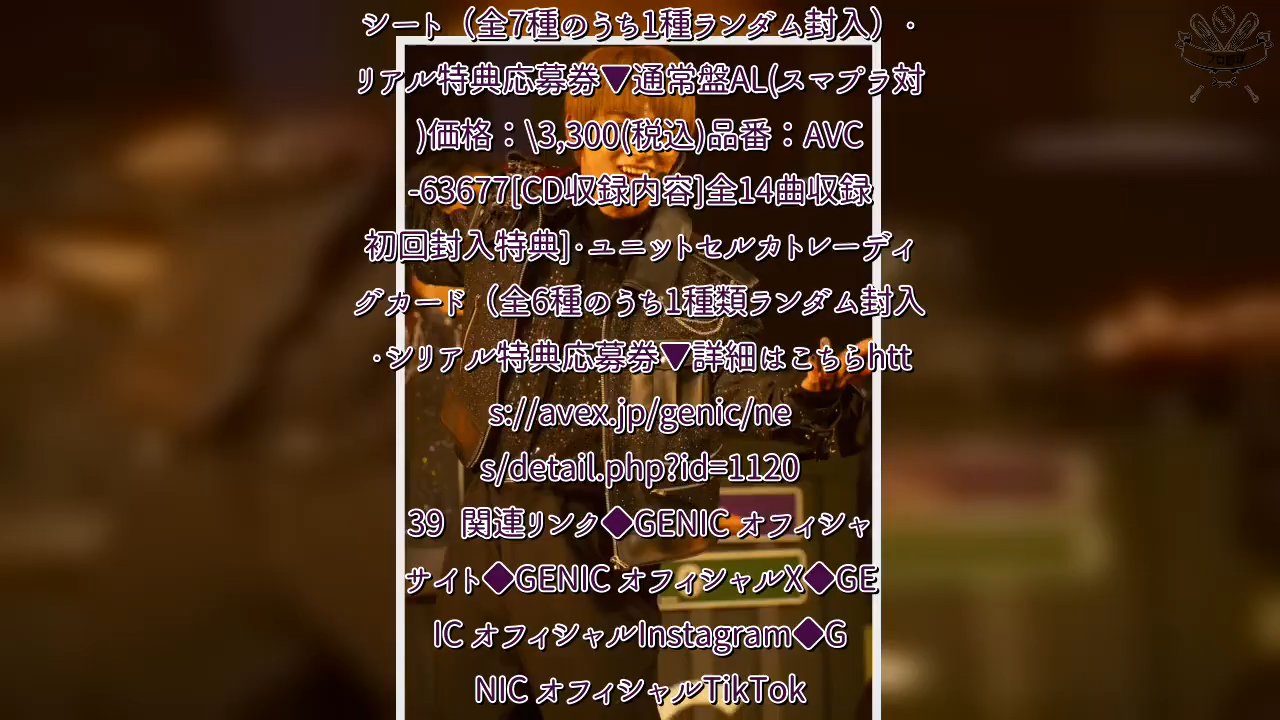 シート（全7種のうち1種ランダム封入）・
リアル特典応募券▼通常盤AL(スマプラ対
)価格：\3,300(税込)品番：AVC
-63677[CD収録内容]全14曲収録
初回封入特典]・ユニットセルカトレーディ
グカード（全6種のうち1種類ランダム封入
・シリアル特典応募券▼詳細はこちらhtt
s://avex.jp/genic/ne
s/detail.php?id=1120
39 関連リンク◆GENIC オフィシャ
サイト◆GENIC オフィシャルX◆GE
IC オフィシャルInstagram◆G
NIC オフィシャルTikTok
プロ野球